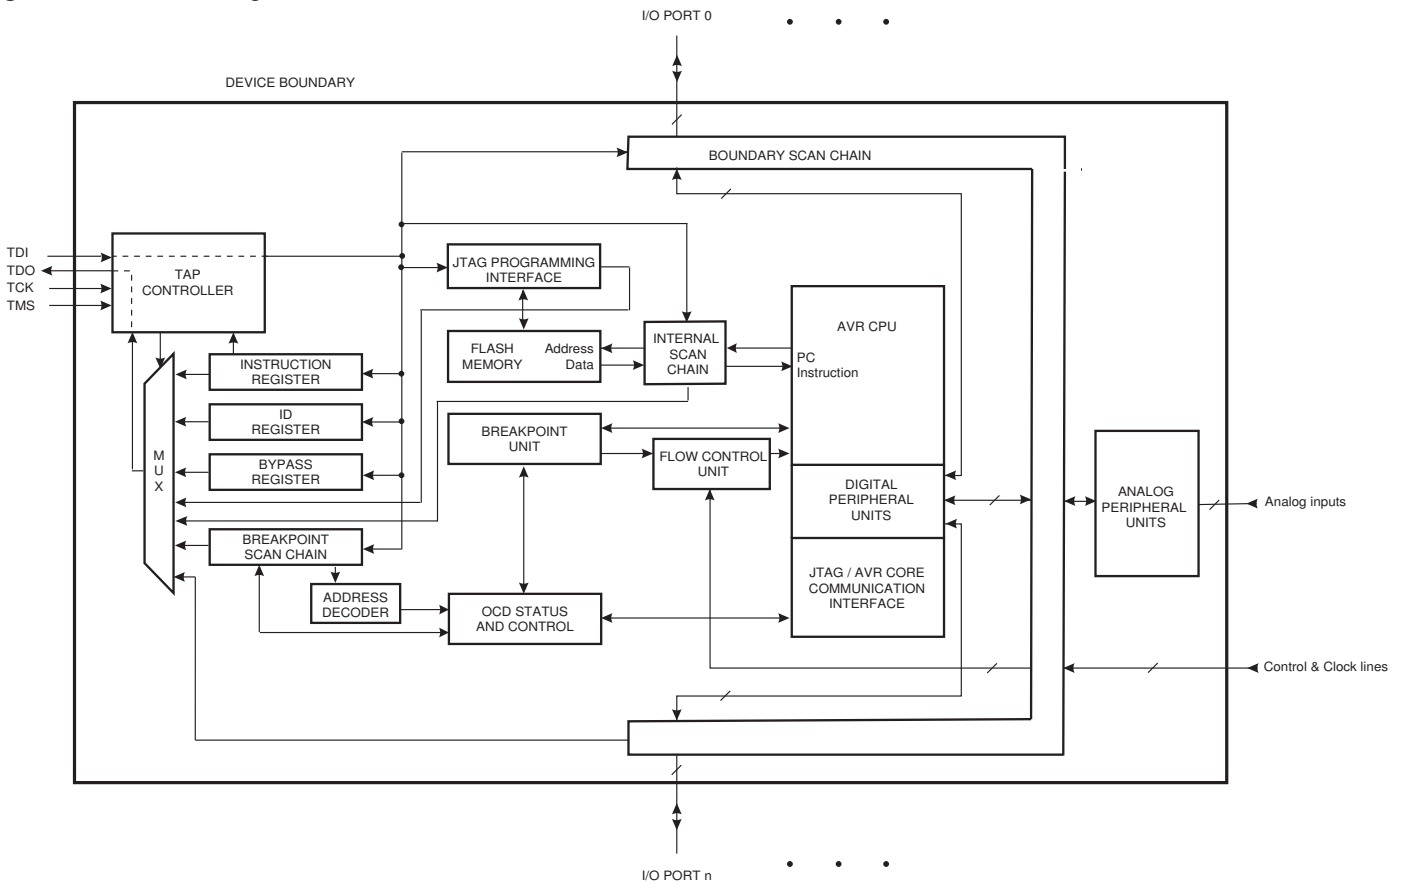 I/O PORT 0
DEVICE BOUNDARY
BOUNDARY SCAN CHAIN
TDI
TDO
TCK
TMS
TAP
CONTROLLER
JTAG PROGRAMMING
INTERFACE
AVR CPU
FLASH
MEMORY
Address
Data
INTERNAL
SCAN
CHAIN
PC
Instruction
INSTRUCTION
REGISTER
ID
REGISTER
BREAKPOINT
UNIT
FLOW CONTROL
UNIT
M
U
X
BYPASS
REGISTER
DIGITAL
PERIPHERAL
UNITS
ANALOG
PERIPHERAL
UNITS
Analog inputs
BREAKPOINT
SCAN CHAIN
JTAG / AVR CORE
COMMUNICATION
INTERFACE
ADDRESS
DECODER
OCD STATUS
AND CONTROL
Control & Clock lines
I/O PORT n